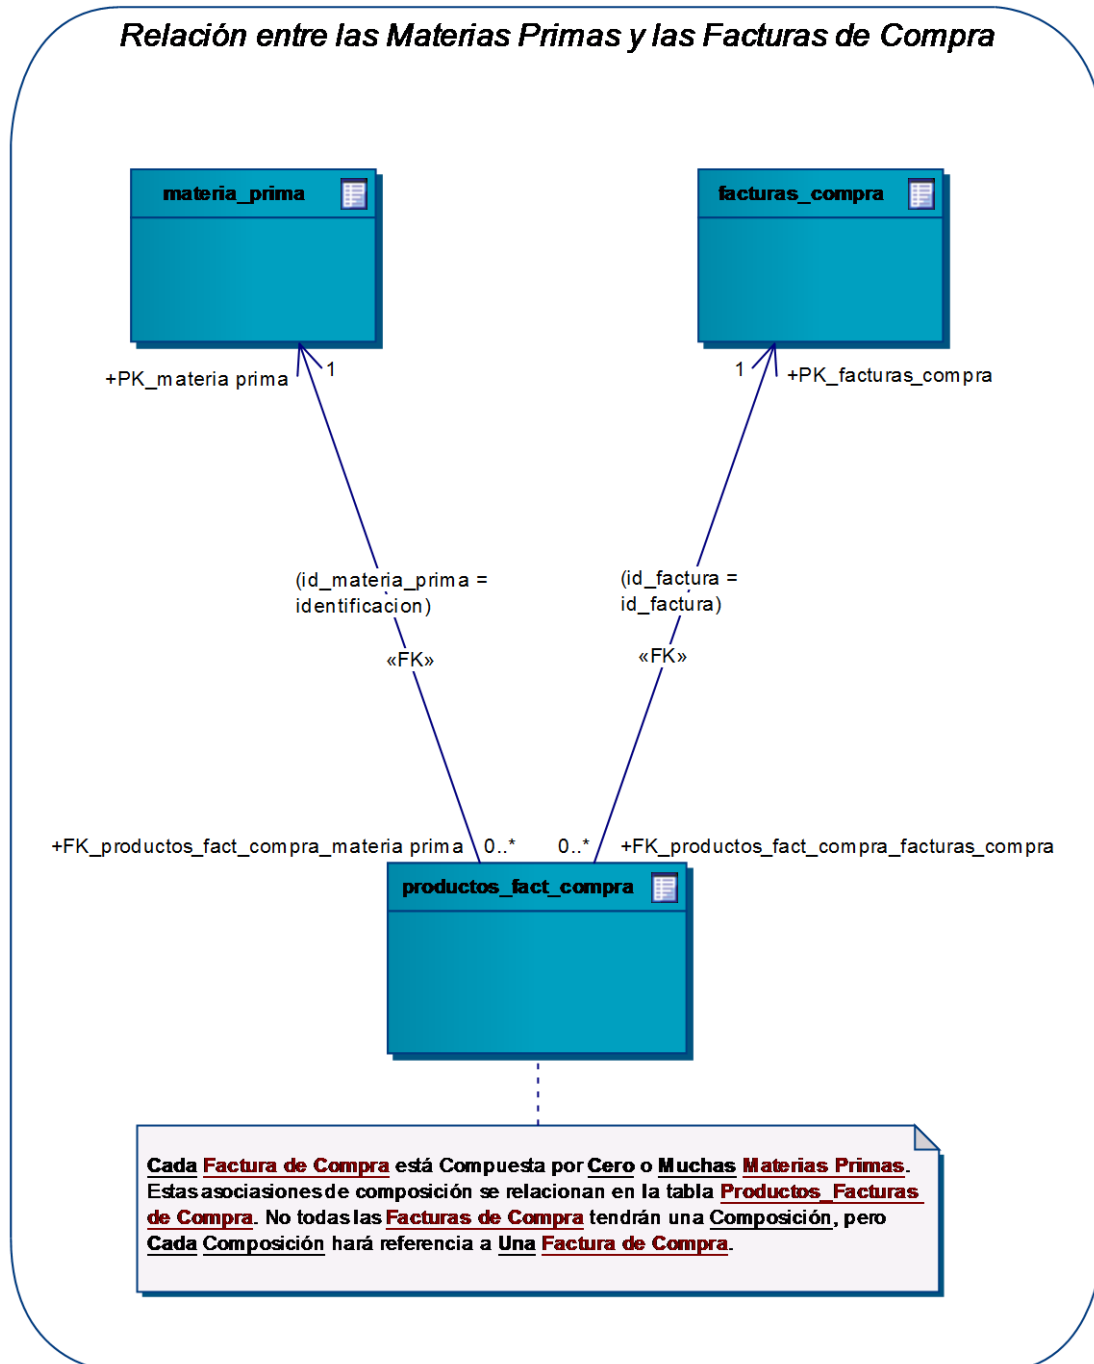 Relación entre las Materias Primas y las Facturas de Compra
materia_prima
facturas_compra
1
+PK_materia prima
1
+PK_facturas_compra
(id_materia_prima =
identificacion)
(id_factura =
id_factura)
«FK»
«FK»
+FK_productos_fact_compra_materia prima
0..*
0..*
+FK_productos_fact_compra_facturas_compra
productos_fact_compra
Cada Factura de Compra está Compuesta por Cero o Muchas Materias Primas.
Estas asociasiones de composición se relacionan en la tabla Productos_Facturas
de Compra. No todas las Facturas de Compra tendrán una Composición, pero
Cada Composición hará referencia a Una Factura de Compra.